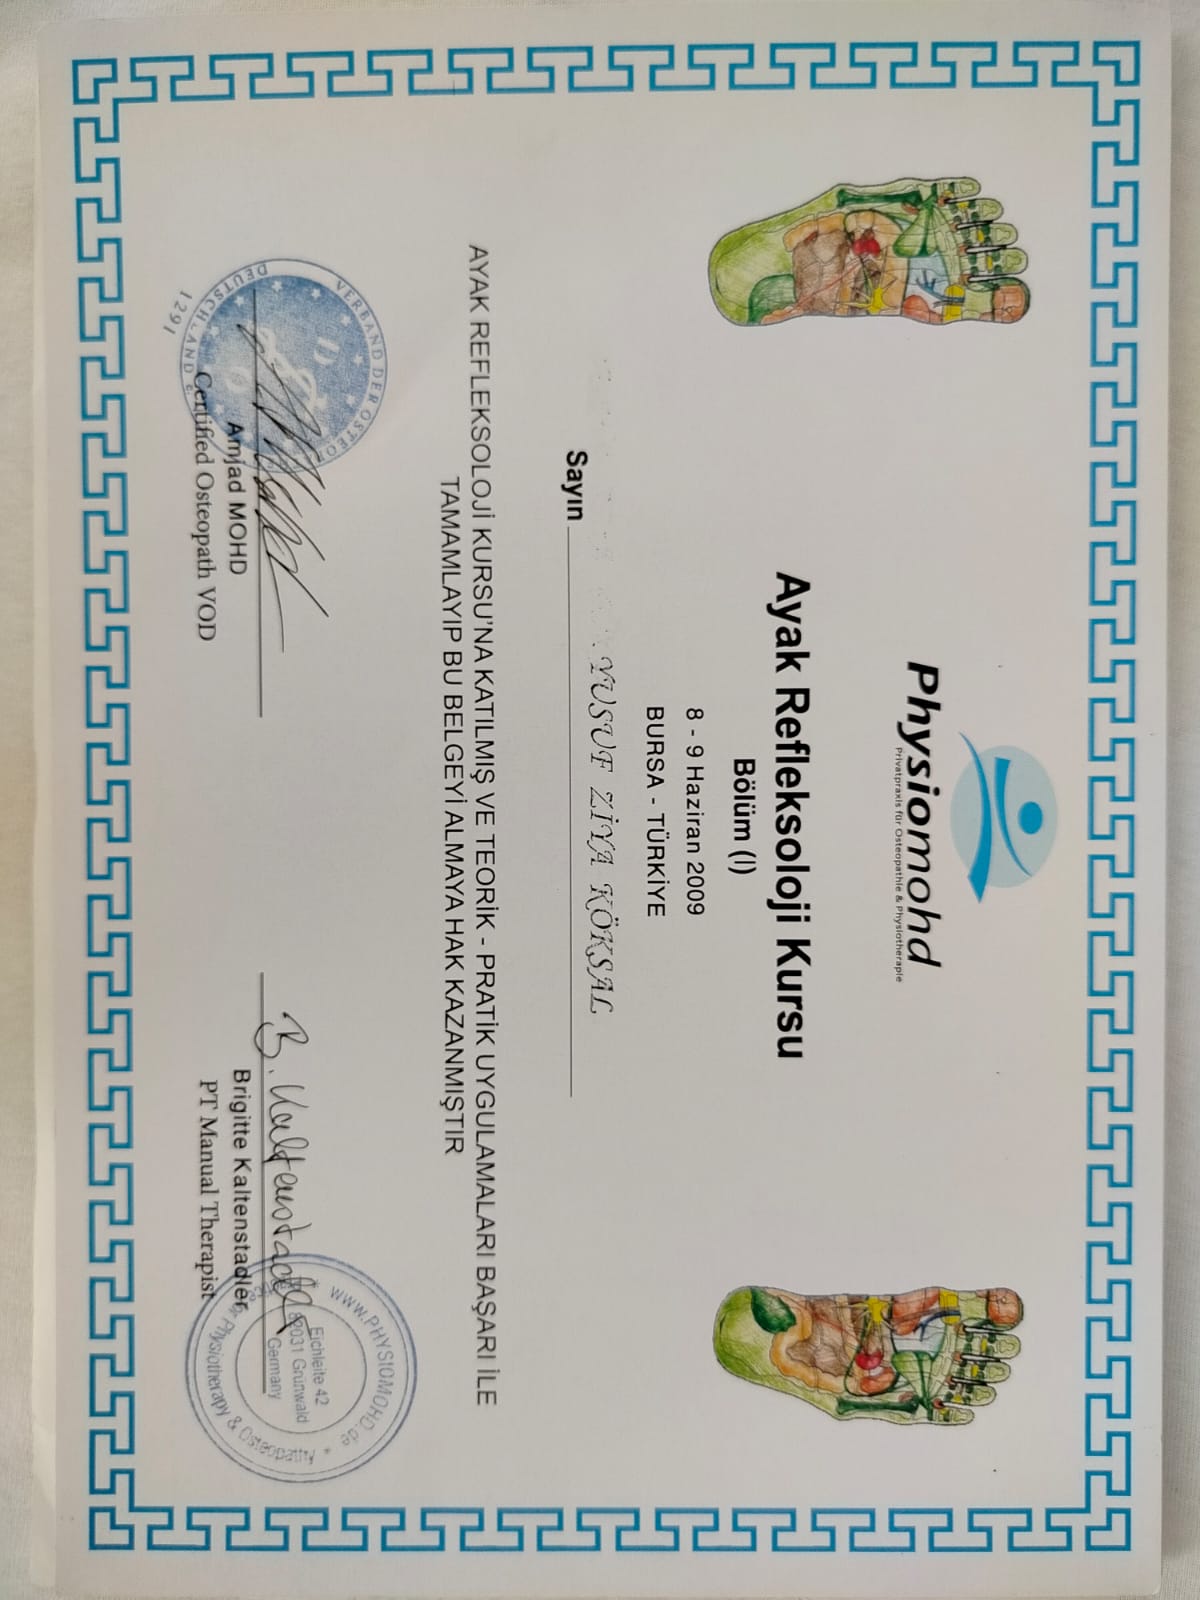 Physiomohd
Privatpraxis für Osteopathie & Physiotherapie
Ayak Refleksoloji Kursu
Bölüm (I)
8 - 9 Haziran 2009
BURSA - TÜRKİYE
YUSUF ZİYA KÖKSAL
Sayın
AYAK REFLEKSOLOJİ KURSU'NA KATILMIŞ VE TEORİK - PRATİK UYGULAMALARI BAŞARI İLE
TAMAMLAYIP BU BELGEYİ ALMAYA HAK KAZANMIŞTIR
VERBAND DER OSTEO
DEUTSCHLAND e
1291
Amjad MOHD
Certified Osteopath VOD
B. Kaltenstadler
Brigitte Kaltenstadler
PT Manual Therapist
WWW.PHYSIOMOHD.de
Eichleite 42
82031 Grünwald
Germany
for Physiotherapy & Osteopathy